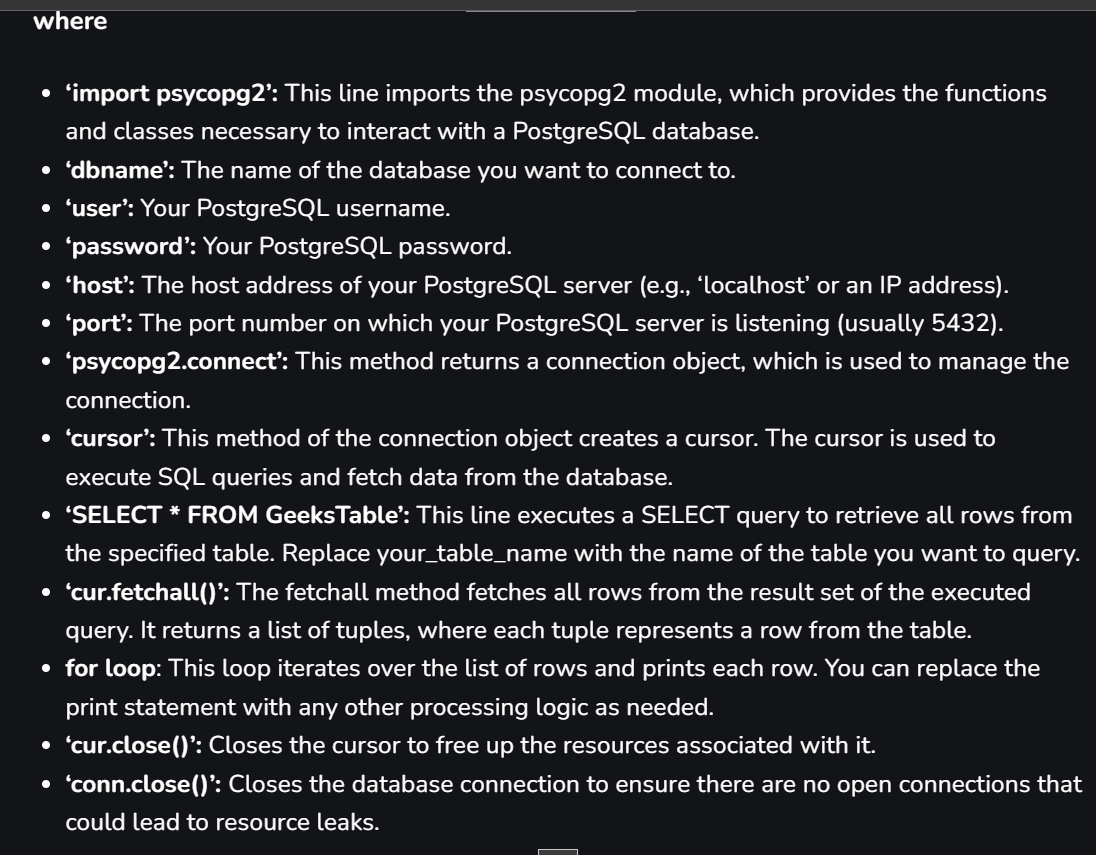 where
• ‘import psycopg2’: This line imports the psycopg2 module, which provides the functions
and classes necessary to interact with a PostgreSQL database.
• ‘dbname’: The name of the database you want to connect to.
• ‘user’: Your PostgreSQL username.
• ‘password’: Your PostgreSQL password.
• ‘host’: The host address of your PostgreSQL server (e.g., ‘localhost’ or an IP address).
• ‘port’: The port number on which your PostgreSQL server is listening (usually 5432).
• ‘psycopg2.connect’: This method returns a connection object, which is used to manage the
connection.
• ‘cursor’: This method of the connection object creates a cursor. The cursor is used to
execute SQL queries and fetch data from the database.
• ‘SELECT * FROM GeeksTable’: This line executes a SELECT query to retrieve all rows from
the specified table. Replace your_table_name with the name of the table you want to query.
• ‘cur.fetchall()’: The fetchall method fetches all rows from the result set of the executed
query. It returns a list of tuples, where each tuple represents a row from the table.
• for loop: This loop iterates over the list of rows and prints each row. You can replace the
print statement with any other processing logic as needed.
• ‘cur.close()’: Closes the cursor to free up the resources associated with it.
• ‘conn.close()’: Closes the database connection to ensure there are no open connections that
could lead to resource leaks.